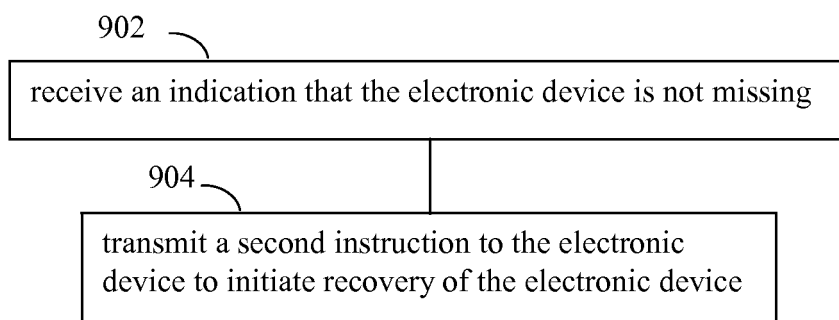 902
receive an indication that the electronic device is not missing
904
transmit a second instruction to the electronic
device to initiate recovery of the electronic device